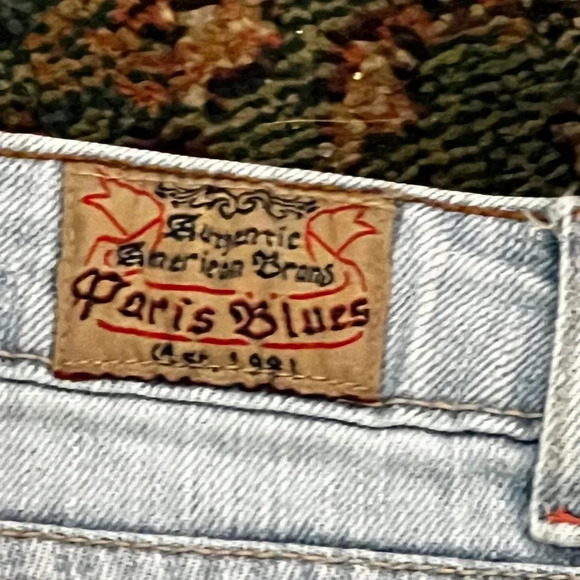 Authentic
American Brand
Paris Blues
Est. 1991